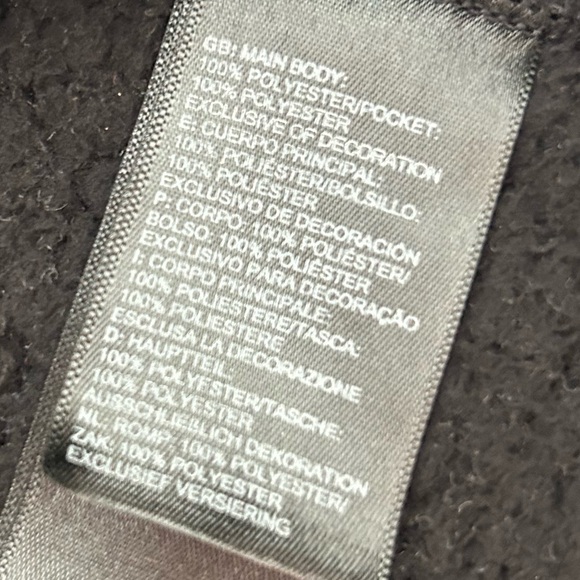 GB: MAIN BODY:
100% POLYESTER/POCKET:
100% POLYESTER
EXCLUSIVE OF DECORATION
E: CUERPO PRINCIPAL.
100% POLIÉSTER/BOLSILLO:
100% POLIÉSTER
EXCLUSIVO DE DECORACIÓN
P: CORPO: 100% POLIÉSTER/
BOLSO: 100% POLIÉSTER
EXCLUSIVO PARA DECORAÇÃO
I: CORPO PRINCIPALE:
100% POLIESTERE/TASCA:
100% POLIESTERE
ESCLUSA LA DECORAZIONE
D: HAUPTTEIL
100% POLYESTER/TASCHE.
100% POLYESTER
AUSSCHLIEßLICH DEKORATION
NL: ROMP: 100% POLYESTER/
ZAK: 100% POLYESTER
EXCLUSIEF VERSIERING